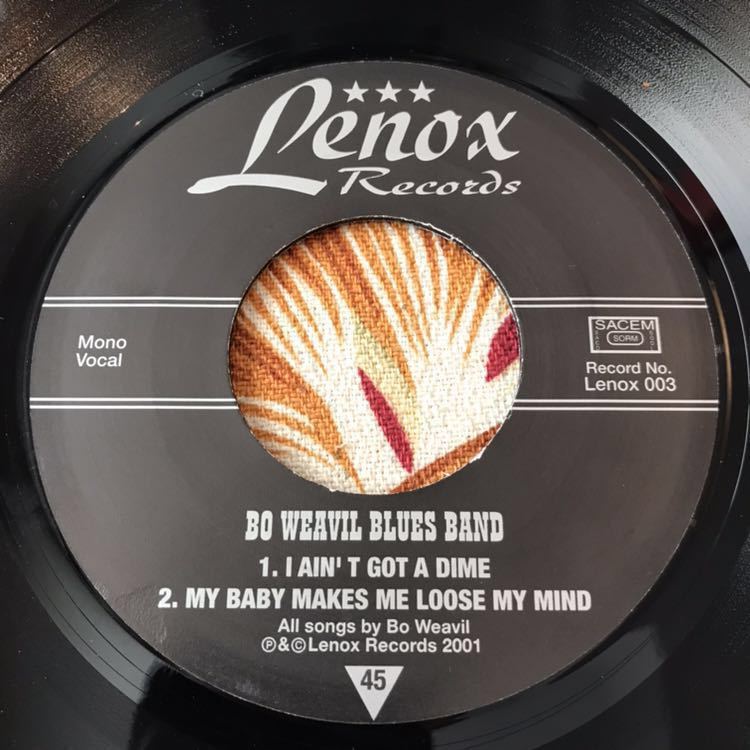 Lenox
Records
Mono
Vocal
SACEM
SORM
Record No.
Lenox 003
BO WEAVIL BLUES BAND
1. I AIN' T GOT A DIME
2. MY BABY MAKES ME LOOSE MY MIND
All songs by Bo Weavil
℗&©Lenox Records 2001
45